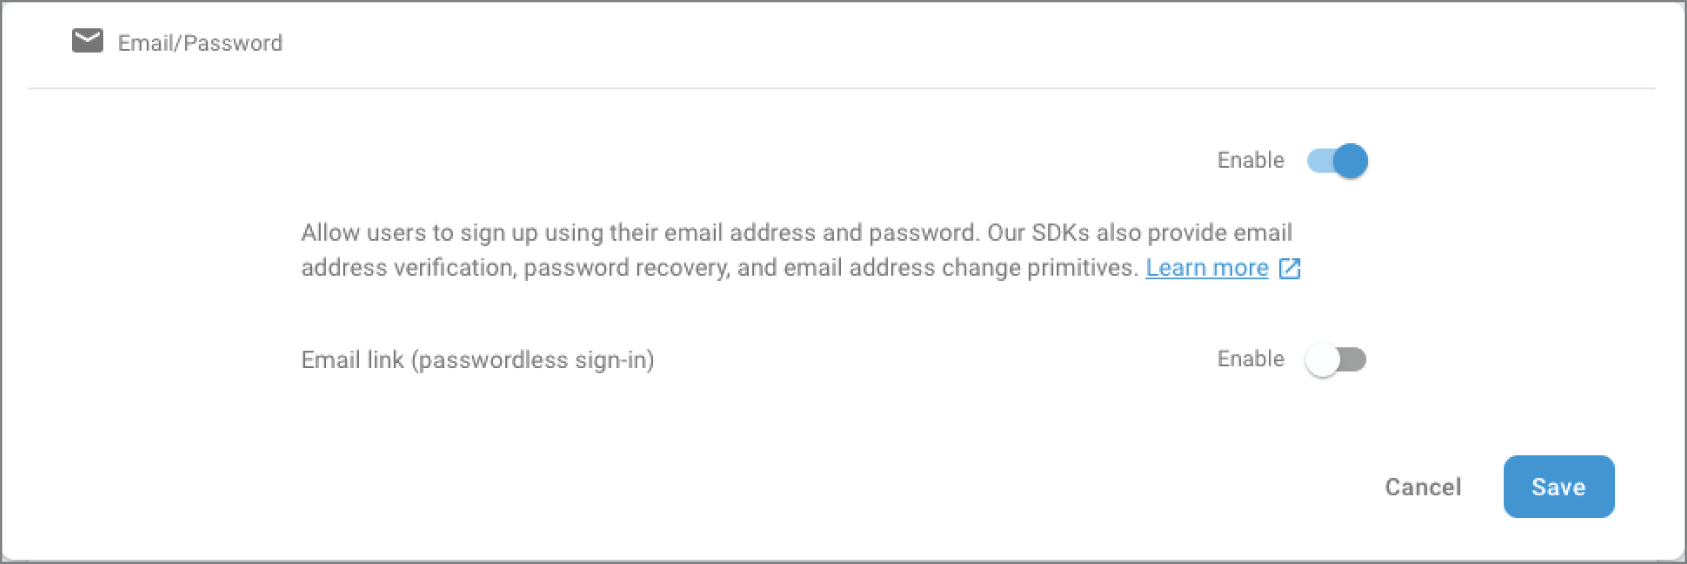 Email/Password
Enable
Allow users to sign up using their email address and password. Our SDKs also provide email
address verification, password recovery, and email address change primitives. Learn more
Email link (passwordless sign-in)
Enable
Cancel
Save